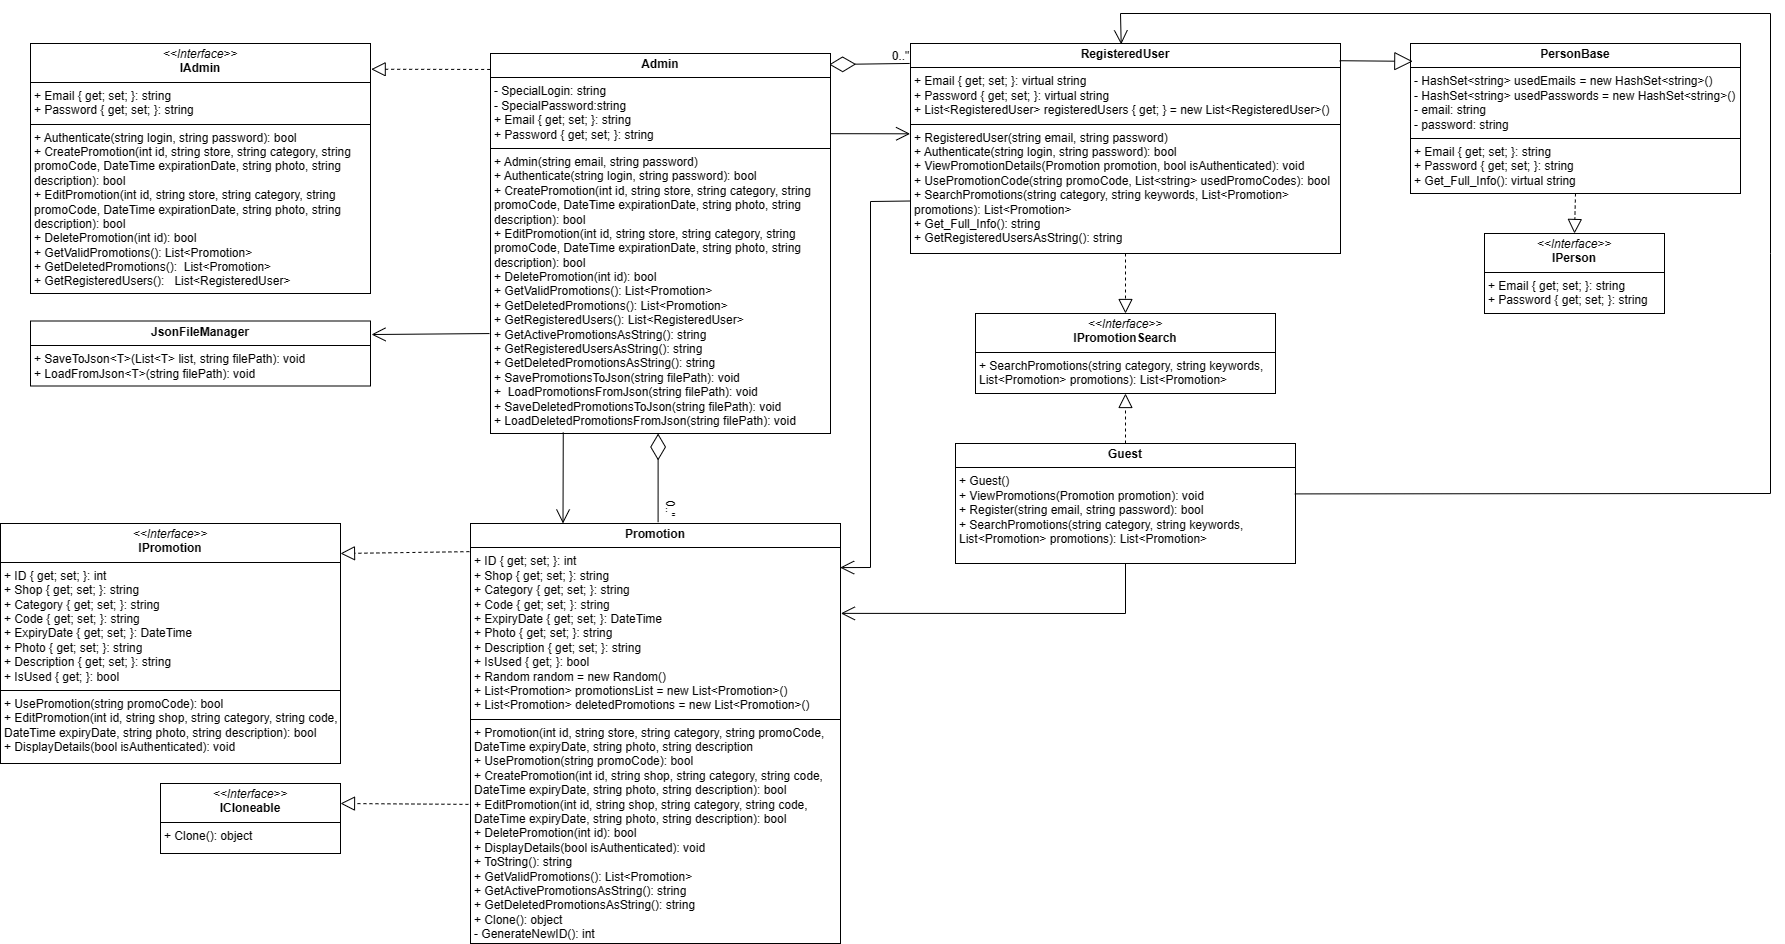 <<Interface>>
IAdmin
+ Email { get; set; }: string
+ Password { get; set; }: string
+ Authenticate(string login, string password): bool
+ CreatePromotion(int id, string store, string category, string
promoCode, DateTime expirationDate, string photo, string
description): bool
+ EditPromotion(int id, string store, string category, string
promoCode, DateTime expirationDate, string photo, string
description): bool
+ DeletePromotion(int id): bool
+ GetValidPromotions(): List<Promotion>
+ GetDeletedPromotions():  List<Promotion>
+ GetRegisteredUsers():   List<RegisteredUser>
JsonFileManager
+ SaveToJson<T>(List<T> list, string filePath): void
+ LoadFromJson<T>(string filePath): void
Admin
- SpecialLogin: string
- SpecialPassword:string
+ Email { get; set; }: string
+ Password { get; set; }: string
+ Admin(string email, string password)
+ Authenticate(string login, string password): bool
+ CreatePromotion(int id, string store, string category, string
promoCode, DateTime expirationDate, string photo, string
description): bool
+ EditPromotion(int id, string store, string category, string
promoCode, DateTime expirationDate, string photo, string
description): bool
+ DeletePromotion(int id): bool
+ GetValidPromotions(): List<Promotion>
+ GetDeletedPromotions(): List<Promotion>
+ GetRegisteredUsers(): List<RegisteredUser>
+ GetActivePromotionsAsString(): string
+ GetRegisteredUsersAsString(): string
+ GetDeletedPromotionsAsString(): string
+ SavePromotionsToJson(string filePath): void
+  LoadPromotionsFromJson(string filePath): void
+ SaveDeletedPromotionsToJson(string filePath): void
+ LoadDeletedPromotionsFromJson(string filePath): void
0.."
RegisteredUser
+ Email { get; set; }: virtual string
+ Password { get; set; }: virtual string
+ List<RegisteredUser> registeredUsers { get; } = new List<RegisteredUser>()
+ RegisteredUser(string email, string password)
+ Authenticate(string login, string password): bool
+ ViewPromotionDetails(Promotion promotion, bool isAuthenticated): void
+ UsePromotionCode(string promoCode, List<string> usedPromoCodes): bool
+ SearchPromotions(string category, string keywords, List<Promotion>
promotions): List<Promotion>
+ Get_Full_Info(): string
+ GetRegisteredUsersAsString(): string
PersonBase
- HashSet<string> usedEmails = new HashSet<string>()
- HashSet<string> usedPasswords = new HashSet<string>()
- email: string
- password: string
+ Email { get; set; }: string
+ Password { get; set; }: string
+ Get_Full_Info(): virtual string
<<Interface>>
IPerson
+ Email { get; set; }: string
+ Password { get; set; }: string
<<Interface>>
IPromotionSearch
+ SearchPromotions(string category, string keywords,
List<Promotion> promotions): List<Promotion>
Guest
+ Guest()
+ ViewPromotions(Promotion promotion): void
+ Register(string email, string password): bool
+ SearchPromotions(string category, string keywords,
List<Promotion> promotions): List<Promotion>
0.."
<<Interface>>
IPromotion
+ ID { get; set; }: int
+ Shop { get; set; }: string
+ Category { get; set; }: string
+ Code { get; set; }: string
+ ExpiryDate { get; set; }: DateTime
+ Photo { get; set; }: string
+ Description { get; set; }: string
+ IsUsed { get; }: bool
+ UsePromotion(string promoCode): bool
+ EditPromotion(int id, string shop, string category, string code,
DateTime expiryDate, string photo, string description): bool
+ DisplayDetails(bool isAuthenticated): void
<<Interface>>
ICloneable
+ Clone(): object
Promotion
+ ID { get; set; }: int
+ Shop { get; set; }: string
+ Category { get; set; }: string
+ Code { get; set; }: string
+ ExpiryDate { get; set; }: DateTime
+ Photo { get; set; }: string
+ Description { get; set; }: string
+ IsUsed { get; }: bool
+ Random random = new Random()
+ List<Promotion> promotionsList = new List<Promotion>()
+ List<Promotion> deletedPromotions = new List<Promotion>()
+ Promotion(int id, string store, string category, string promoCode,
DateTime expiryDate, string photo, string description
+ UsePromotion(string promoCode): bool
+ CreatePromotion(int id, string shop, string category, string code,
DateTime expiryDate, string photo, string description): bool
+ EditPromotion(int id, string shop, string category, string code,
DateTime expiryDate, string photo, string description): bool
+ DeletePromotion(int id): bool
+ DisplayDetails(bool isAuthenticated): void
+ ToString(): string
+ GetValidPromotions(): List<Promotion>
+ GetActivePromotionsAsString(): string
+ GetDeletedPromotionsAsString(): string
+ Clone(): object
- GenerateNewID(): int